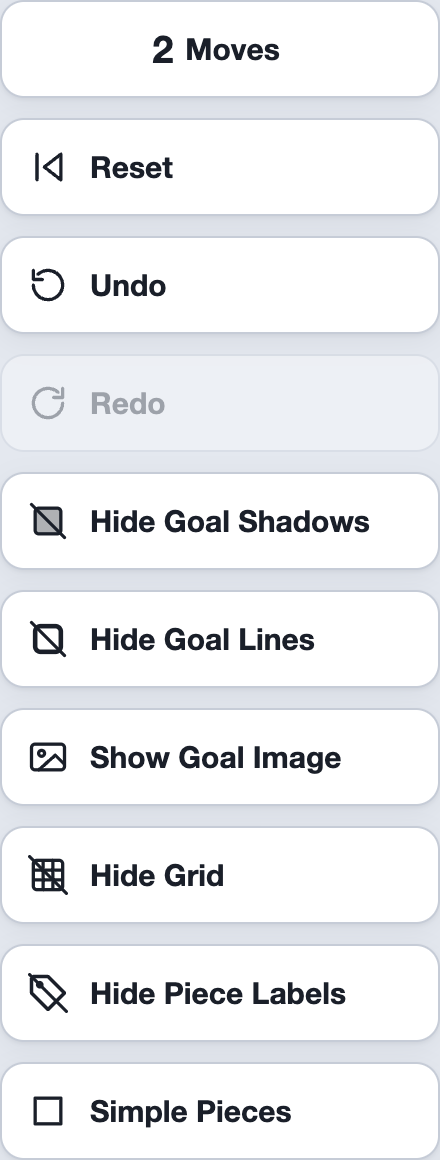 2 Moves
Reset
Undo
Redo
Hide Goal Shadows
Hide Goal Lines
Show Goal Image
Hide Grid
Hide Piece Labels
Simple Pieces